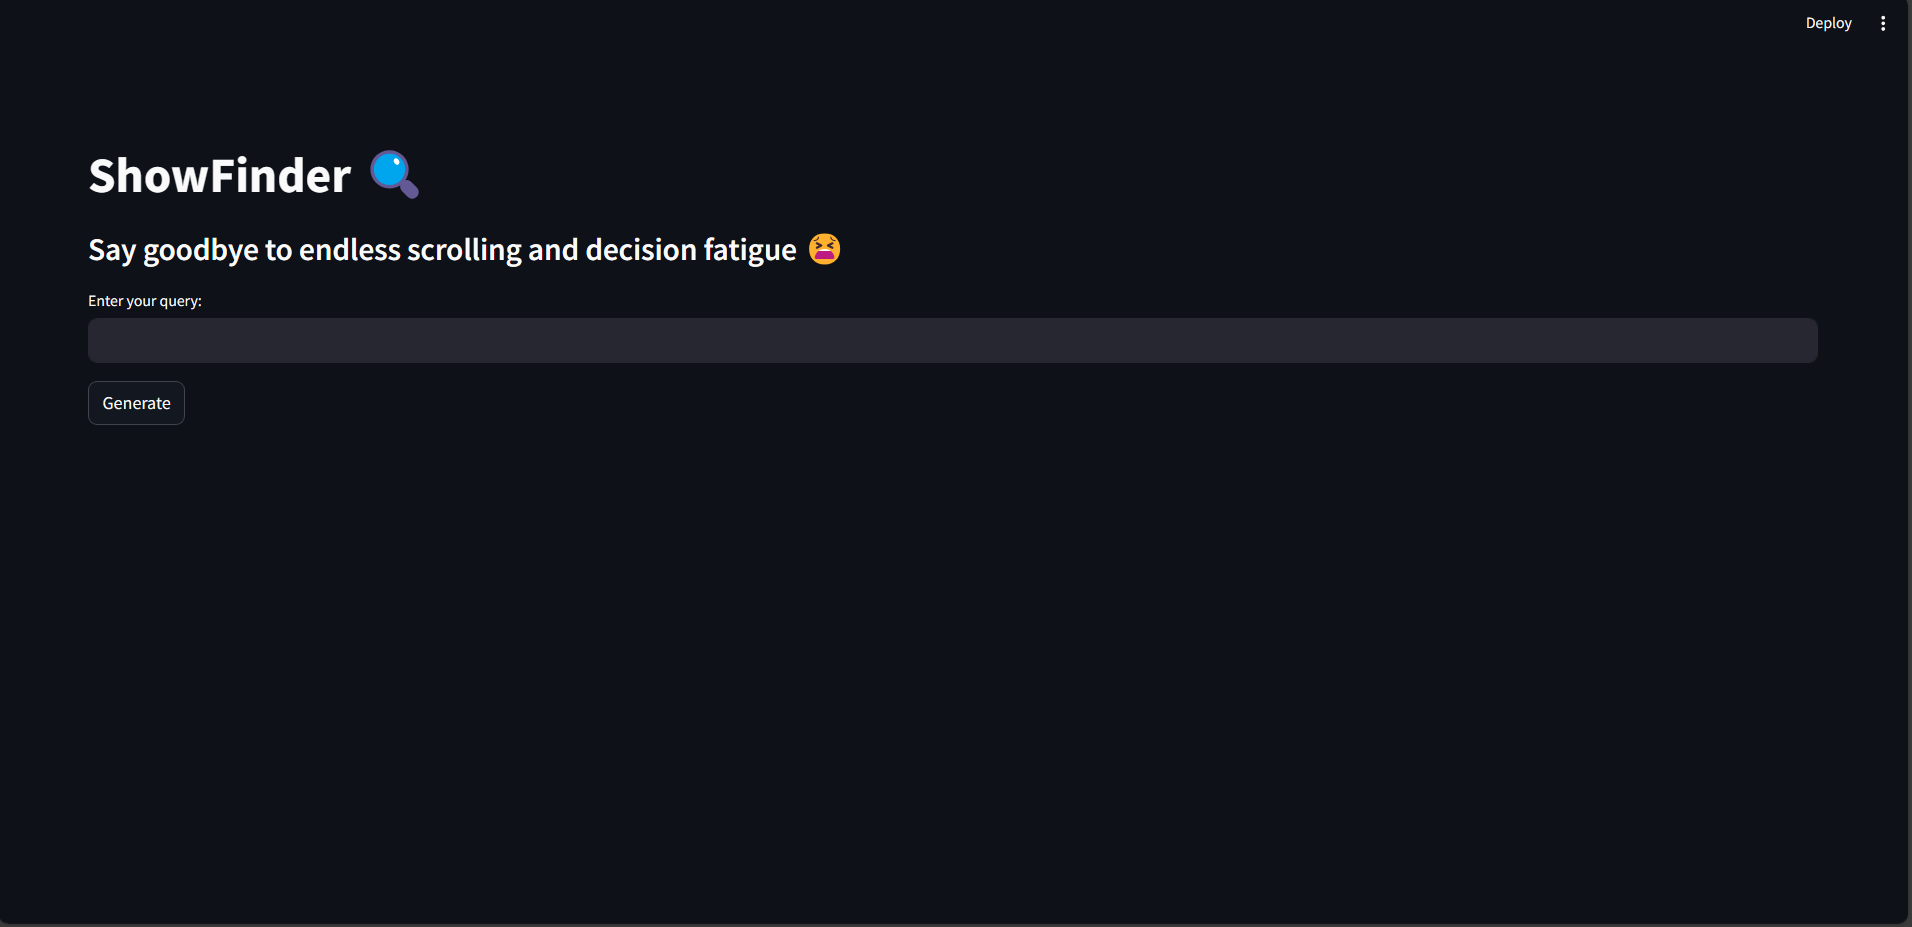 Deploy
ShowFinder
Say goodbye to endless scrolling and decision fatigue
Enter your query:
Generate